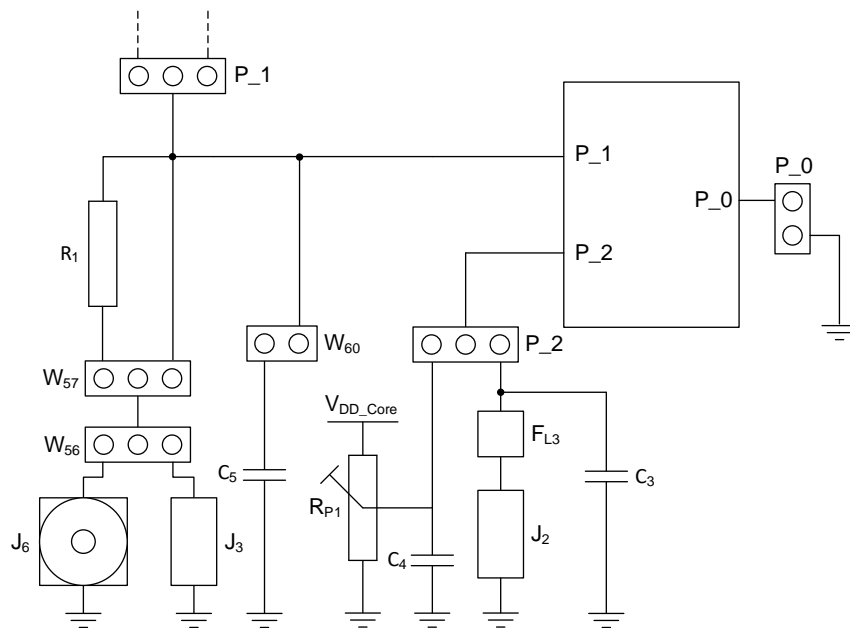 P_1
P_1
P_0
P_0
P_2
R1
W60
P_2
W57
VDD_Core
W56
FL3
C5
C3
RP1
J6
J3
J2
C4